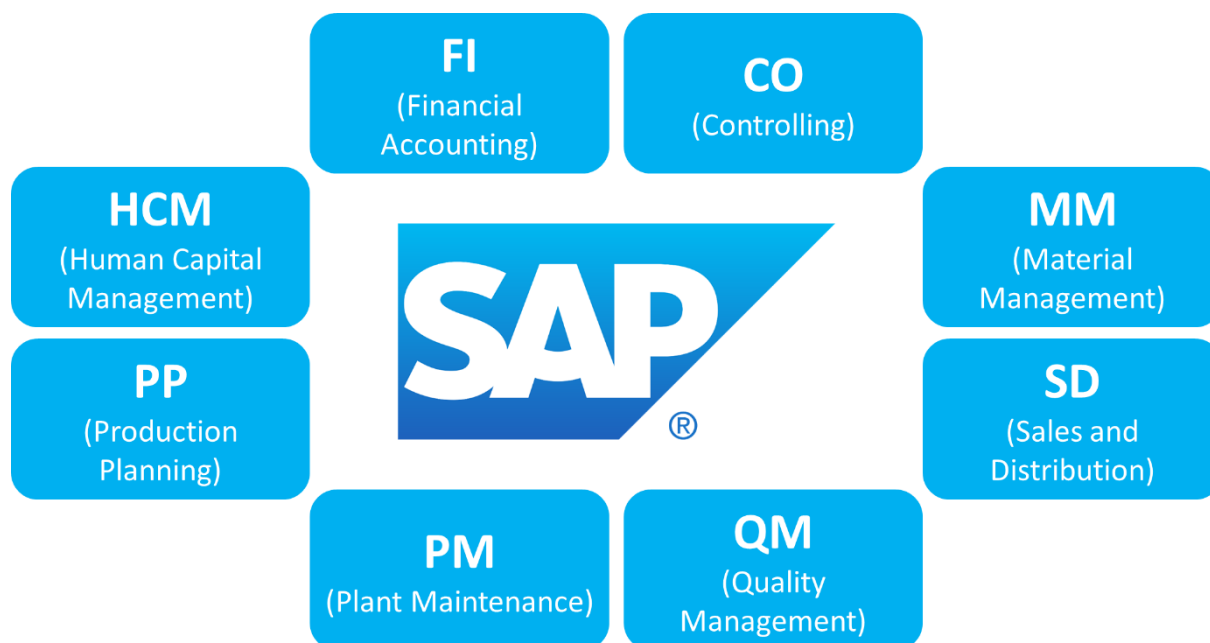 FI
(Financial
Accounting)
CO
(Controlling)
HCM
(Human Capital
Management)
MM
(Material
Management)
SAP
®
PP
(Production
Planning)
SD
(Sales and
Distribution)
PM
(Plant Maintenance)
QM
(Quality
Management)